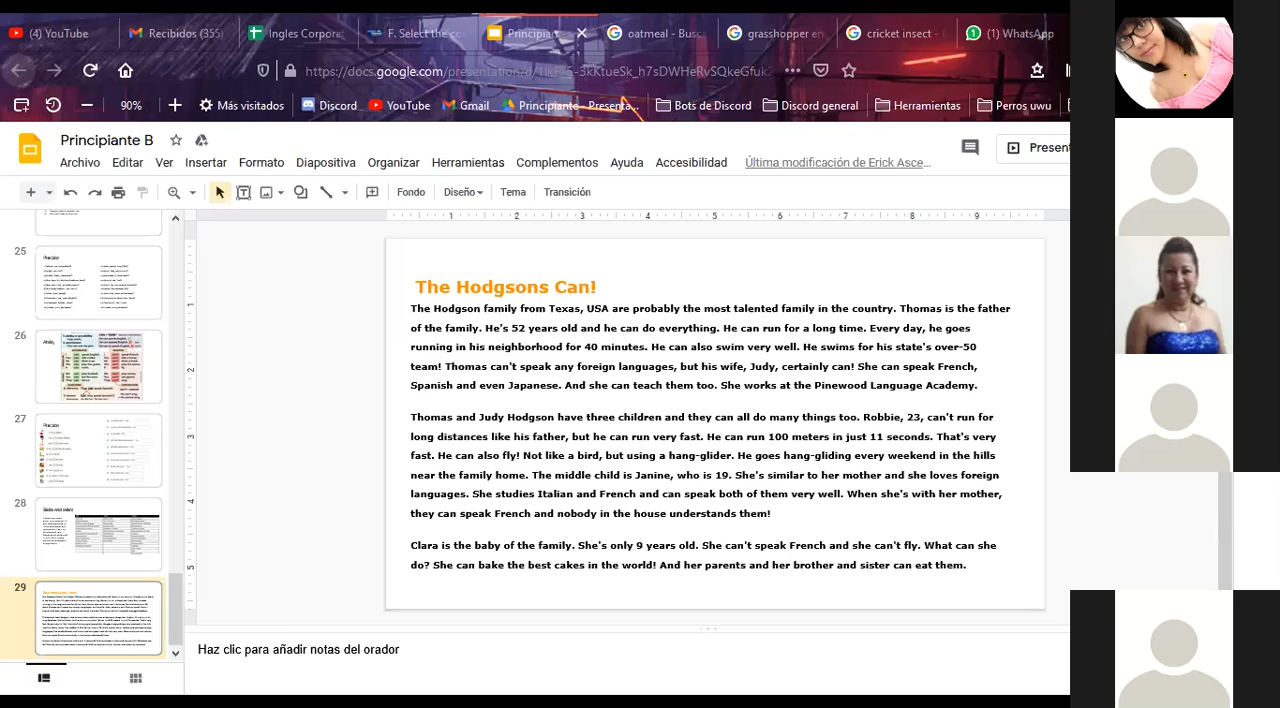 (4) YouTube
Recibidos (355)
Ingles Corpora
F. Select the co
Principian
oatmeal - Busc
grasshopper en
cricket insect - B
(1) WhatsApp
90%
Más visitados
Discord
YouTube
Gmail
Principiante - Presenta...
Bots de Discord
Discord general
Herramientas
Perros uwu
Principiante B
Archivo Editar Ver Insertar Formato Diapositiva Organizar Herramientas Complementos Ayuda Accesibilidad Última modificación de Erick Asce...
Present
Fondo Diseño Tema Transición
1 2 3 4 5 6 7 8 9
25
26
Ability
27
28
29
1
2
3
4
5
The Hodgsons Can!
The Hodgson family from Texas, USA are probably the most talented family in the country. Thomas is the father
of the family. He's 52 years old and he can do everything. He can run for a long time. Every day, he goes
running in his neighborhood for 40 minutes. He can also swim very well. He swims for his state's over-50
team! Thomas can't speak any foreign languages, but his wife, Judy, certainly can! She can speak French,
Spanish and even Japanese. And she can teach them too. She works at the Pinewood Language Academy.
Thomas and Judy Hodgson have three children and they can all do many things too. Robbie, 23, can't run for
long distances like his father, but he can run very fast. He can run 100 meters in just 11 seconds. That's very
fast. He can also fly! Not like a bird, but using a hang-glider. He goes hang-gliding every weekend in the hills
near the family home. The middle child is Janine, who is 19. She's similar to her mother and she loves foreign
languages. She studies Italian and French and can speak both of them very well. When she's with her mother,
they can speak French and nobody in the house understands them!
Clara is the baby of the family. She's only 9 years old. She can't speak French and she can't fly. What can she
do? She can bake the best cakes in the world! And her parents and her brother and sister can eat them.
Haz clic para añadir notas del orador